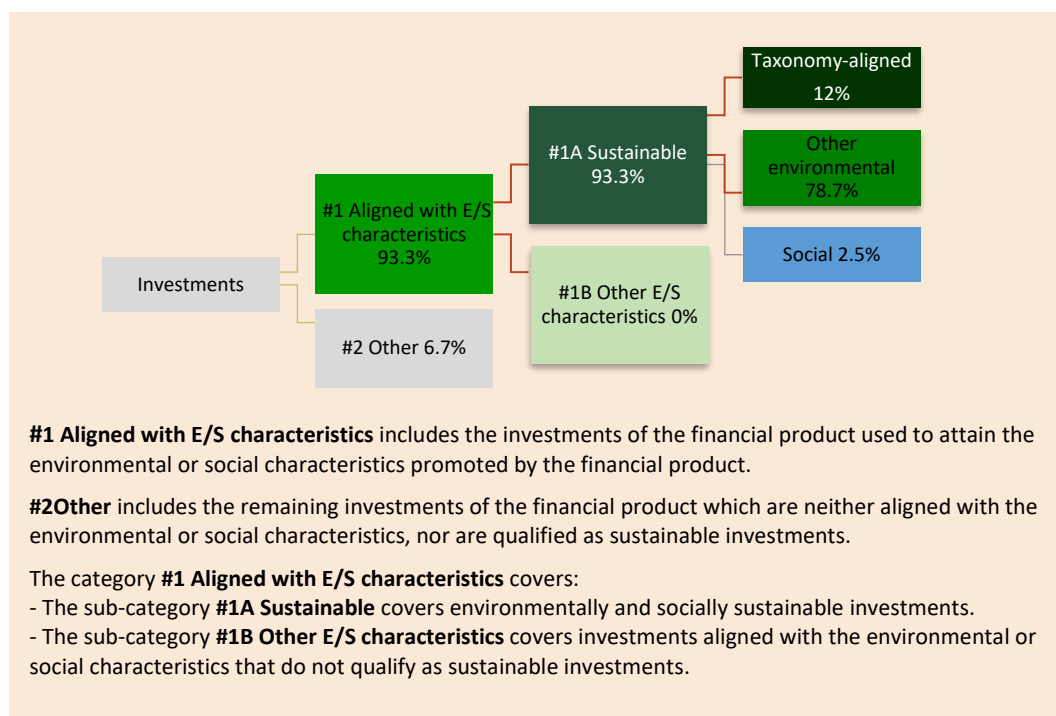 Taxonomy-aligned
12%
#1A Sustainable
93.3%
Other
environmental
78.7%
#1 Aligned with E/S
characteristics
93.3%
Social 2.5%
Investments
#1B Other E/S
characteristics 0%
#2 Other 6.7%
#1 Aligned with E/S characteristics includes the investments of the financial product used to attain the
environmental or social characteristics promoted by the financial product.
#2Other includes the remaining investments of the financial product which are neither aligned with the
environmental or social characteristics, nor are qualified as sustainable investments.
The category #1 Aligned with E/S characteristics covers:
- The sub-category #1A Sustainable covers environmentally and socially sustainable investments.
- The sub-category #1B Other E/S characteristics covers investments aligned with the environmental or
social characteristics that do not qualify as sustainable investments.